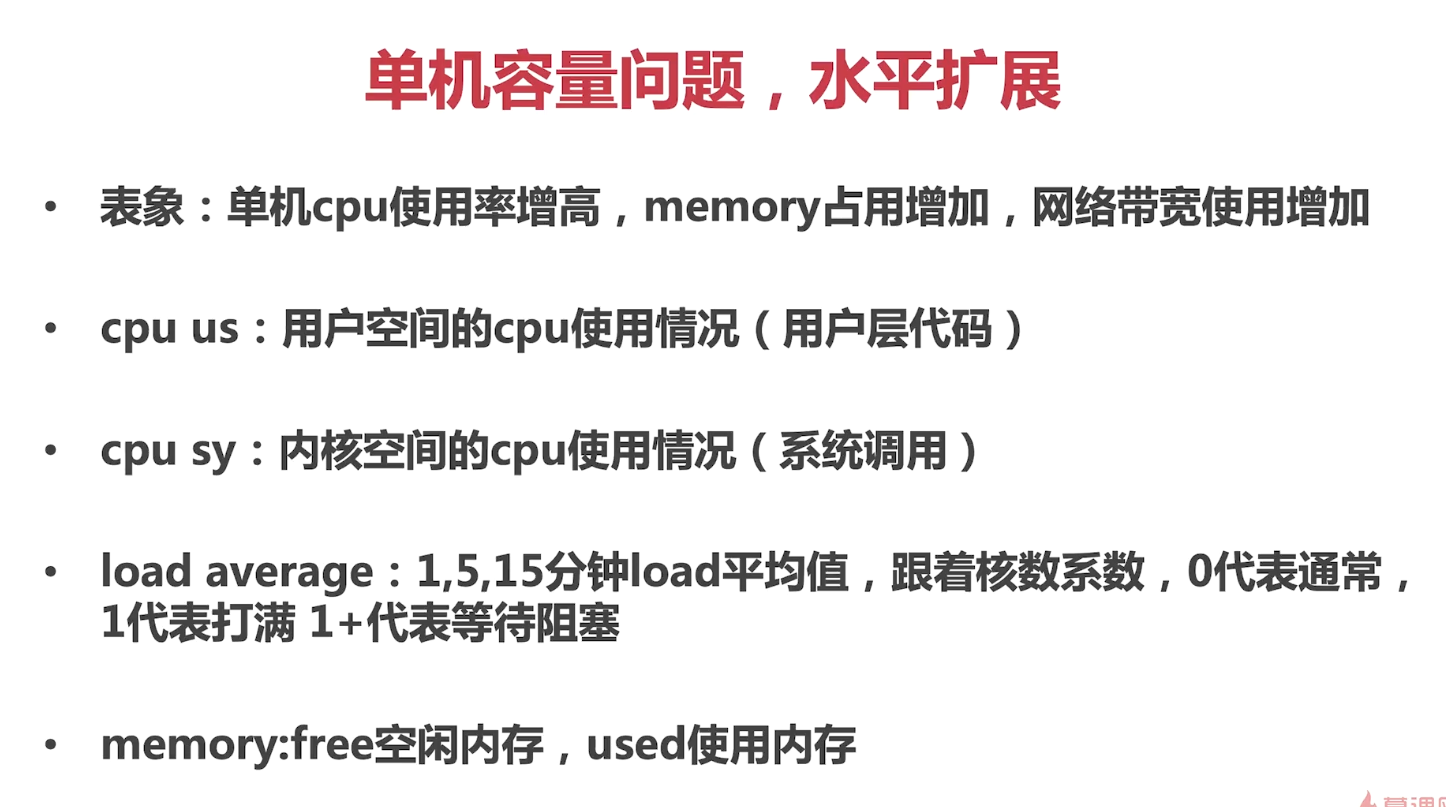 单机容量问题，水平扩展
• 表象：单机cpu使用率增高，memory占用增加，网络带宽使用增加
• cpu us：用户空间的cpu使用情况（用户层代码）
• cpu sy：内核空间的cpu使用情况（系统调用）
• load average：1,5,15分钟load平均值，跟着核数系数，0代表通常，
1代表打满 1+代表等待阻塞
• memory:free空闲内存，used使用内存